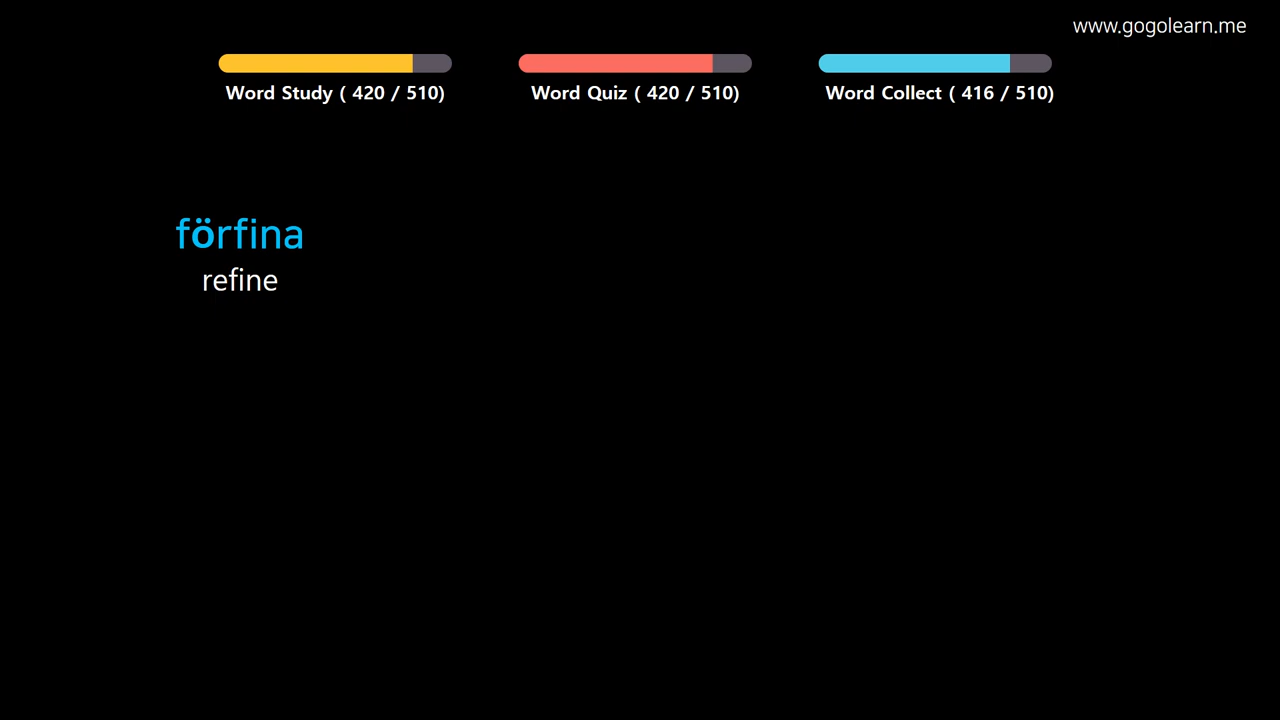 www.gogolearn.me
Word Study ( 420 / 510)
Word Quiz ( 420 / 510)
Word Collect ( 416 / 510)
förfina
refine